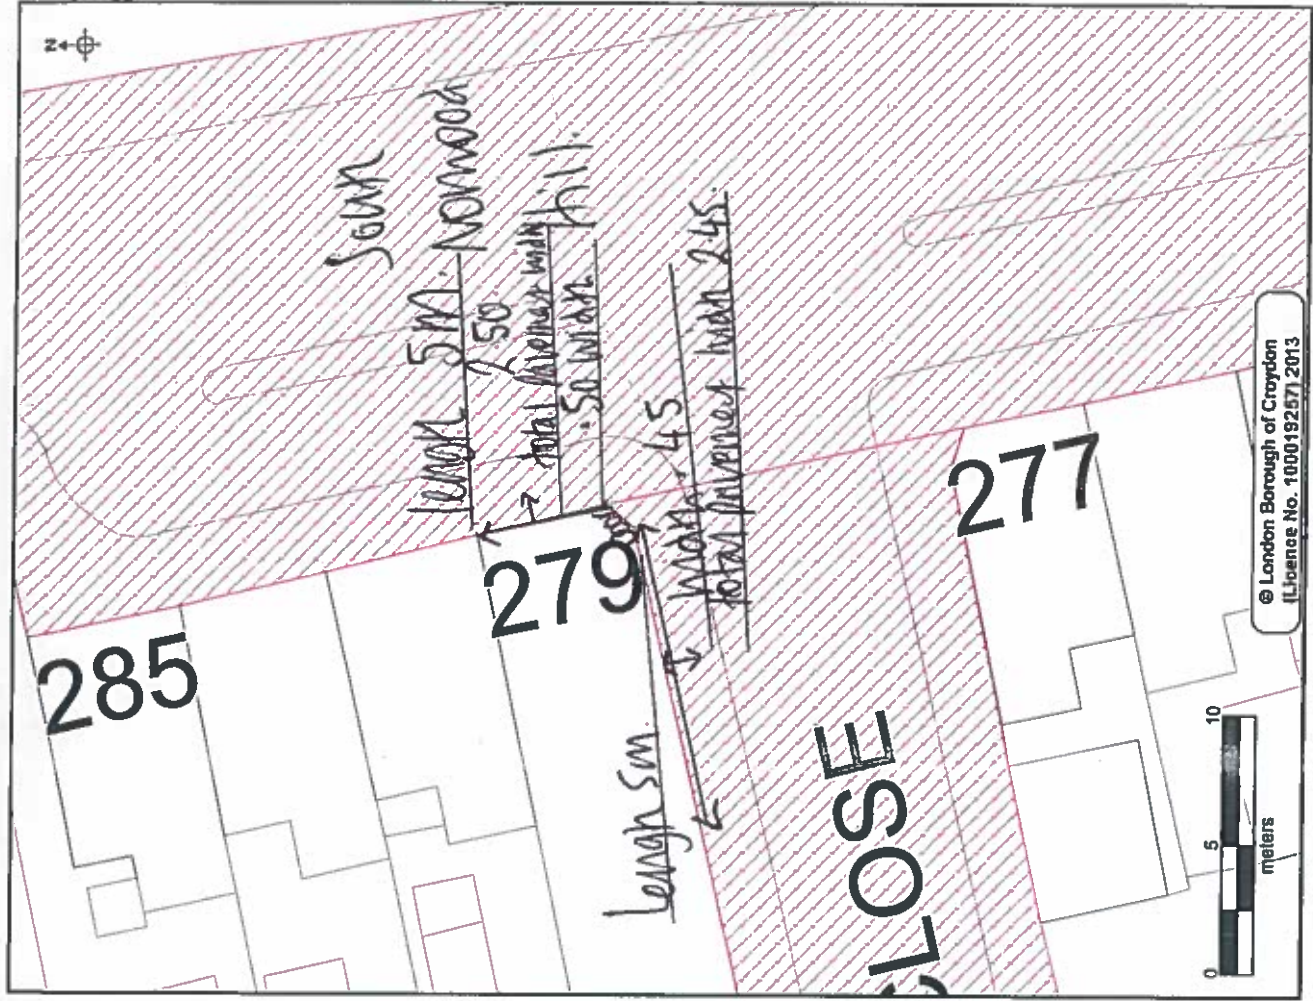 N
South
Norwood
hill.
Length 5m.
2 50
total pavement width
.50 width.
width .45
total pavement width 2.45.
Length 5m
285
279
277
CLOSE
0 5 10
meters
© London Borough of Croydon
(Licence No. 100019257) 2013